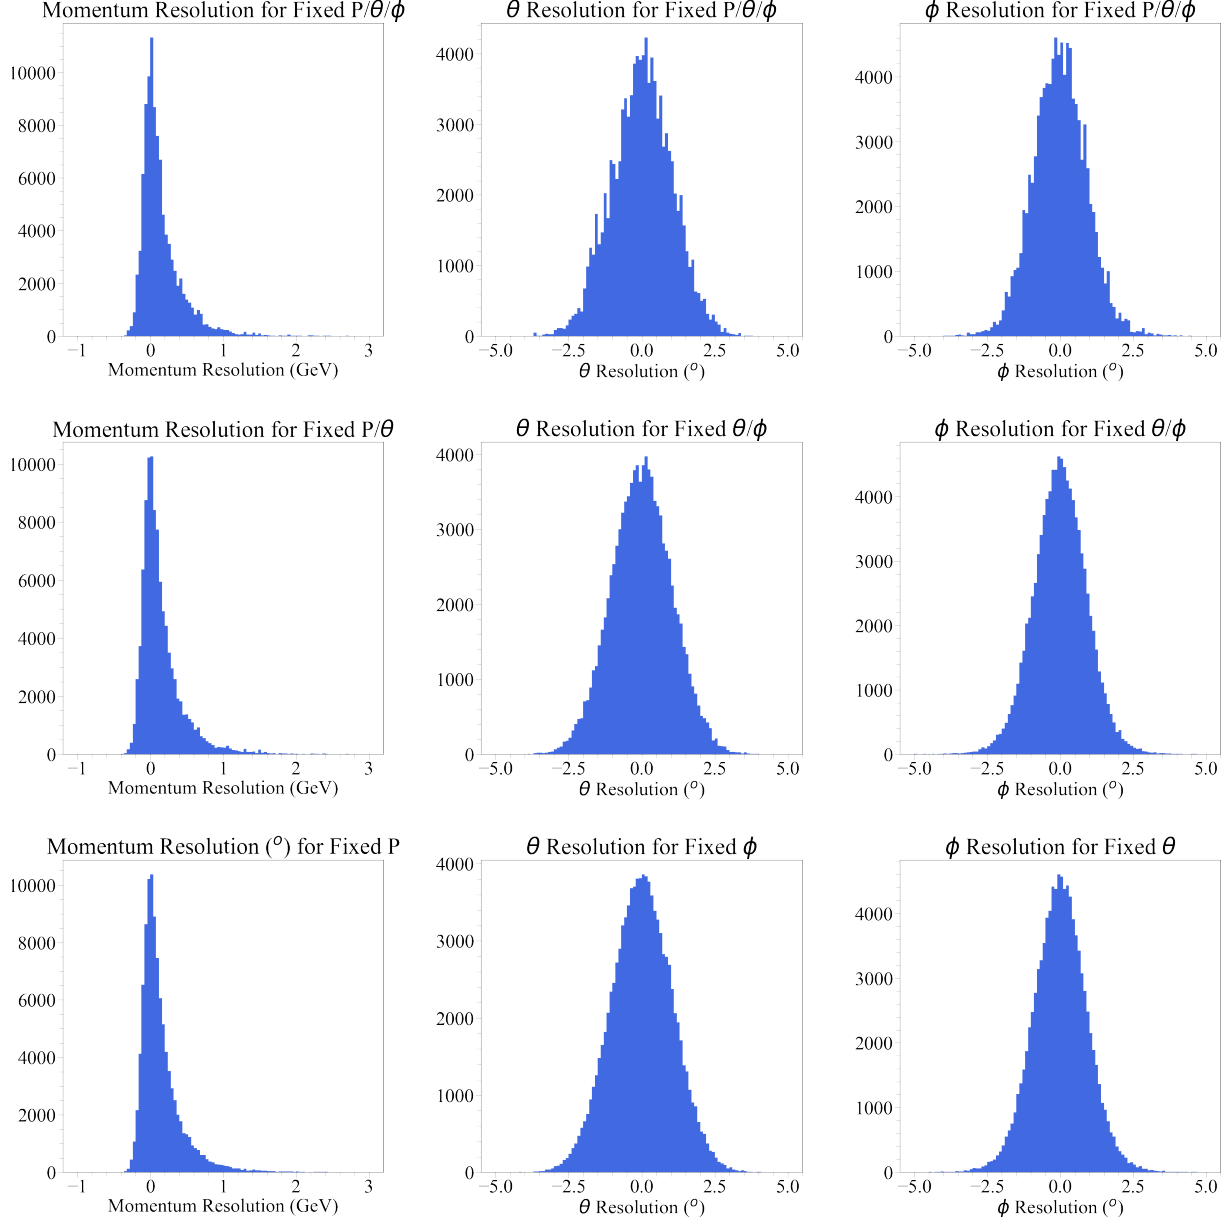 Momentum Resolution for Fixed P/θ/ϕ
10000
8000
6000
4000
2000
0
−1 0 1 2 3
Momentum Resolution (GeV)
θ Resolution for Fixed P/θ/ϕ
4000
3000
2000
1000
0
−5.0 −2.5 0.0 2.5 5.0
θ Resolution (°)
ϕ Resolution for Fixed P/θ/ϕ
4000
3000
2000
1000
0
−5.0 −2.5 0.0 2.5 5.0
ϕ Resolution (°)
Momentum Resolution for Fixed P/θ
10000
8000
6000
4000
2000
0
−1 0 1 2 3
Momentum Resolution (GeV)
θ Resolution for Fixed θ/ϕ
4000
3000
2000
1000
0
−5.0 −2.5 0.0 2.5 5.0
θ Resolution (°)
ϕ Resolution for Fixed θ/ϕ
4000
3000
2000
1000
0
−5.0 −2.5 0.0 2.5 5.0
ϕ Resolution (°)
Momentum Resolution (°) for Fixed P
10000
8000
6000
4000
2000
0
−1 0 1 2 3
Momentum Resolution (GeV)
θ Resolution for Fixed ϕ
4000
3000
2000
1000
0
−5.0 −2.5 0.0 2.5 5.0
θ Resolution (°)
ϕ Resolution for Fixed θ
4000
3000
2000
1000
0
−5.0 −2.5 0.0 2.5 5.0
ϕ Resolution (°)